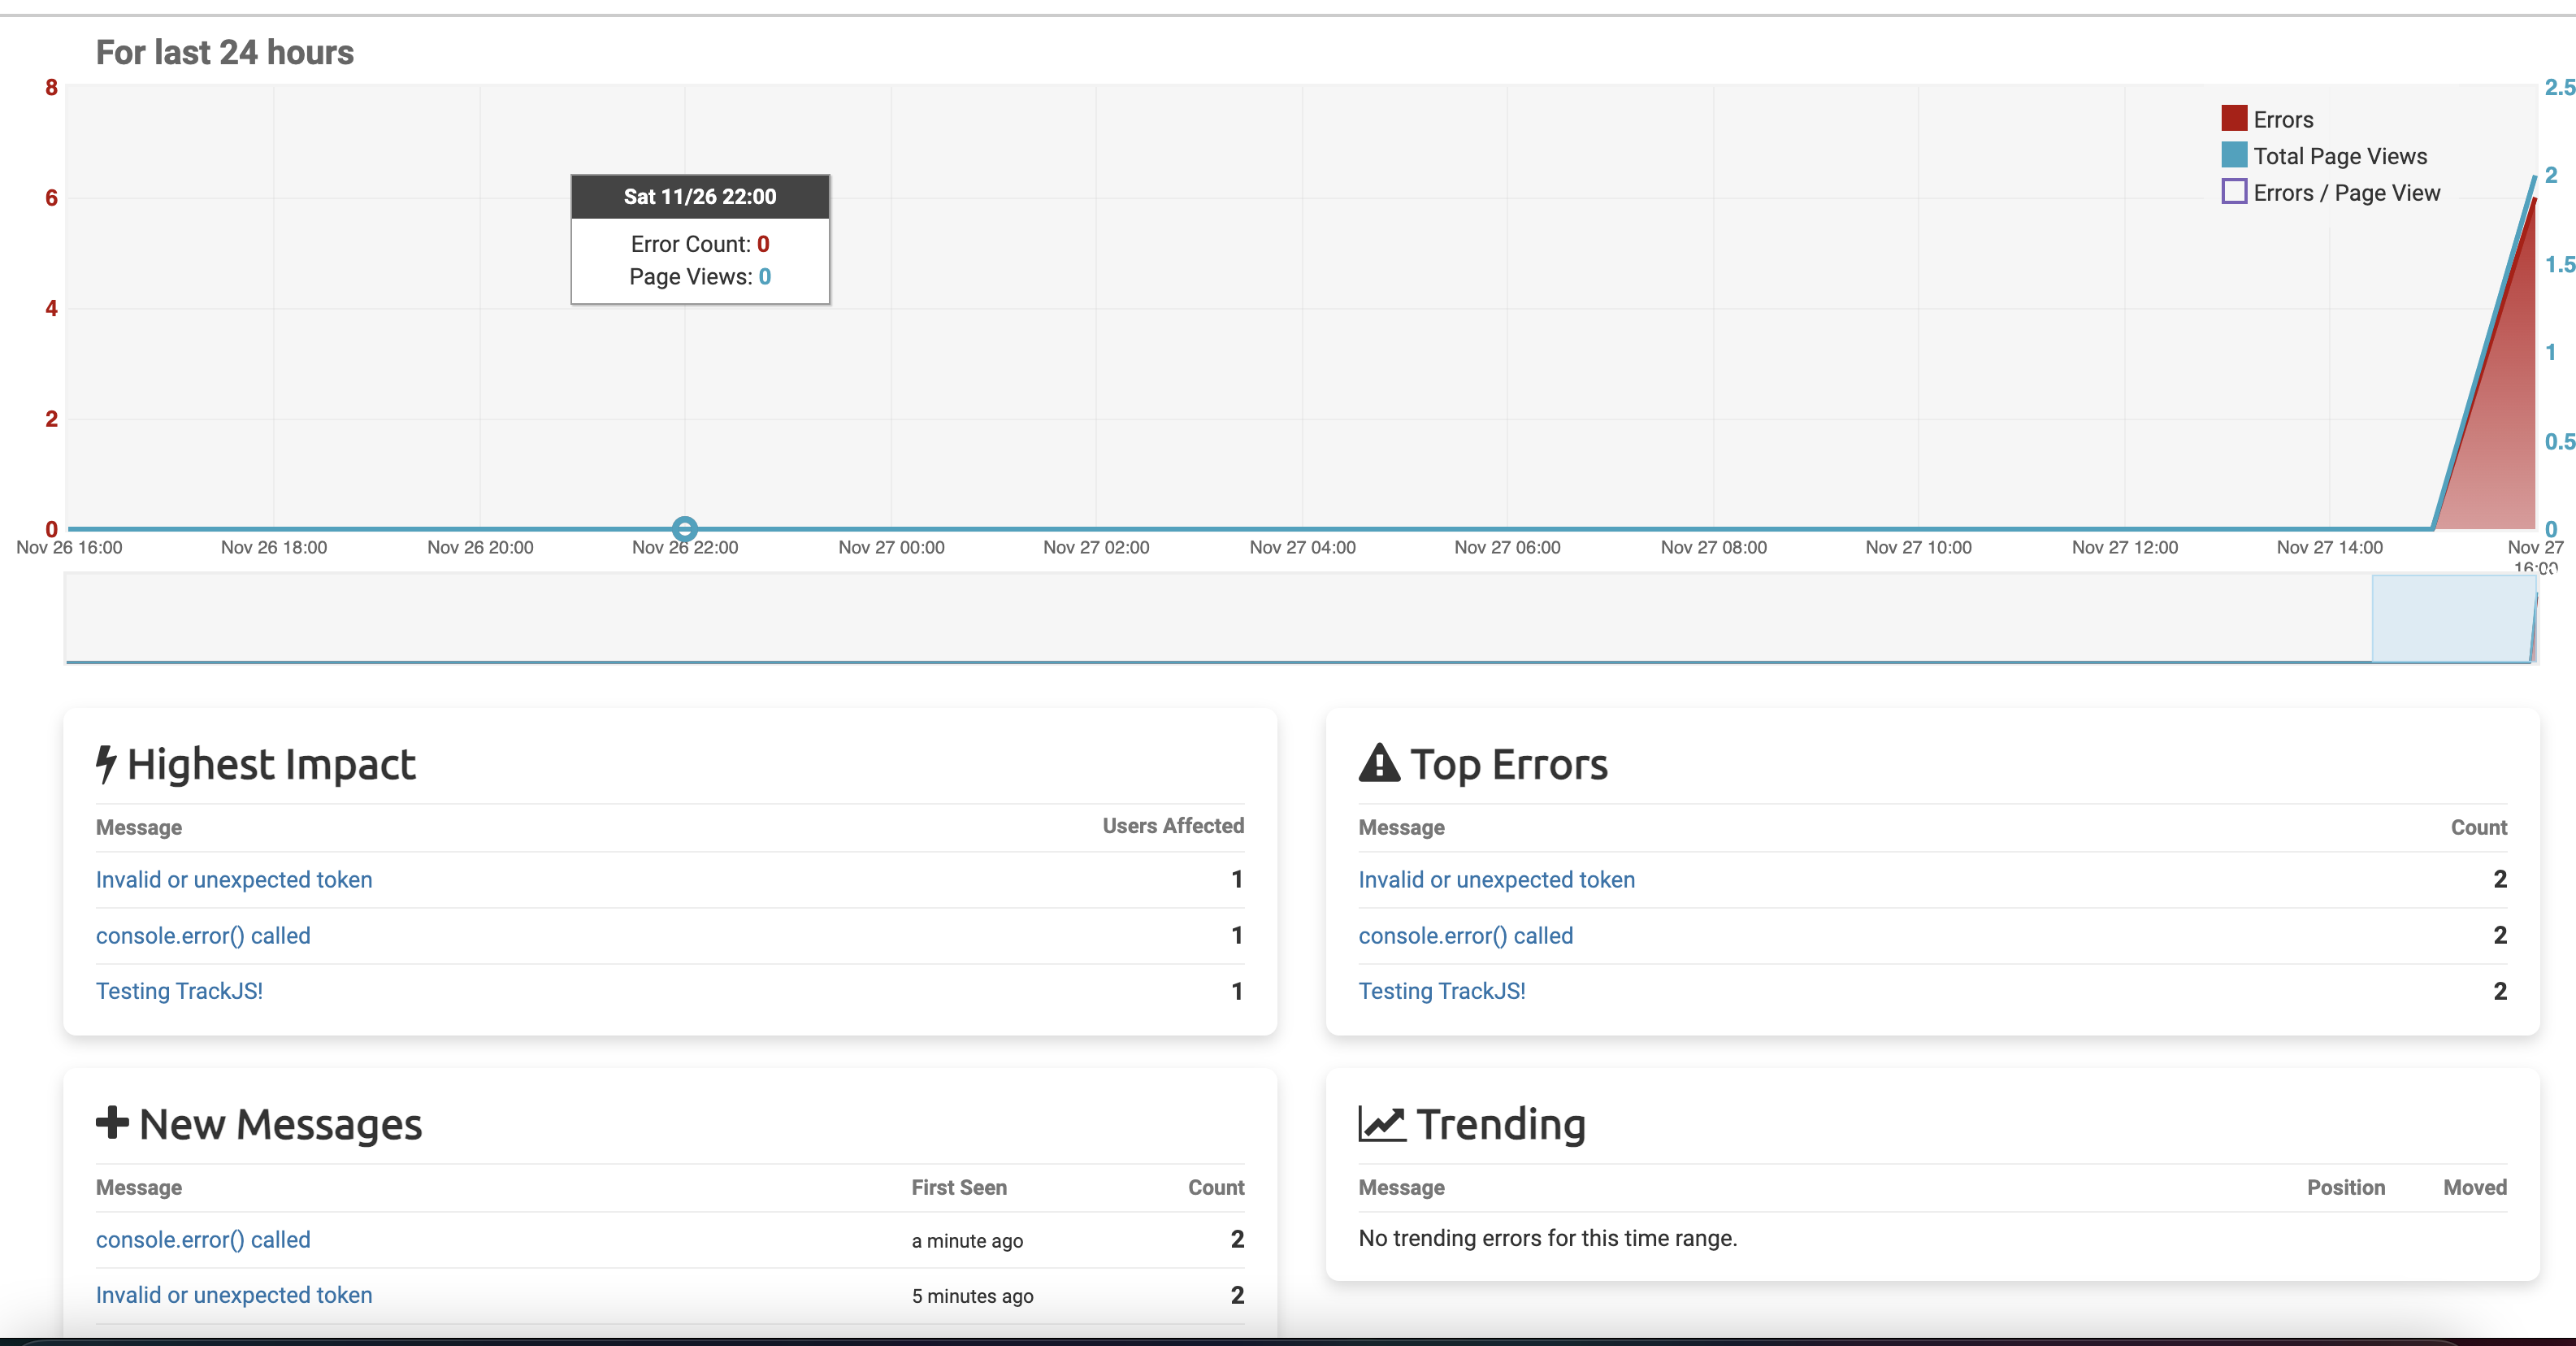 For last 24 hours
8
6
4
2
0
2.5
2
1.5
1
0.5
0
Errors
Total Page Views
Errors / Page View
Sat 11/26 22:00
Error Count: 0
Page Views: 0
Nov 26 16:00
Nov 26 18:00
Nov 26 20:00
Nov 26 22:00
Nov 27 00:00
Nov 27 02:00
Nov 27 04:00
Nov 27 06:00
Nov 27 08:00
Nov 27 10:00
Nov 27 12:00
Nov 27 14:00
Nov 27
16:00
Highest Impact
Message Users Affected
Invalid or unexpected token 1
console.error() called 1
Testing TrackJS! 1
Top Errors
Message Count
Invalid or unexpected token 2
console.error() called 2
Testing TrackJS! 2
New Messages
Message First Seen Count
console.error() called a minute ago 2
Invalid or unexpected token 5 minutes ago 2
Trending
Message Position Moved
No trending errors for this time range.